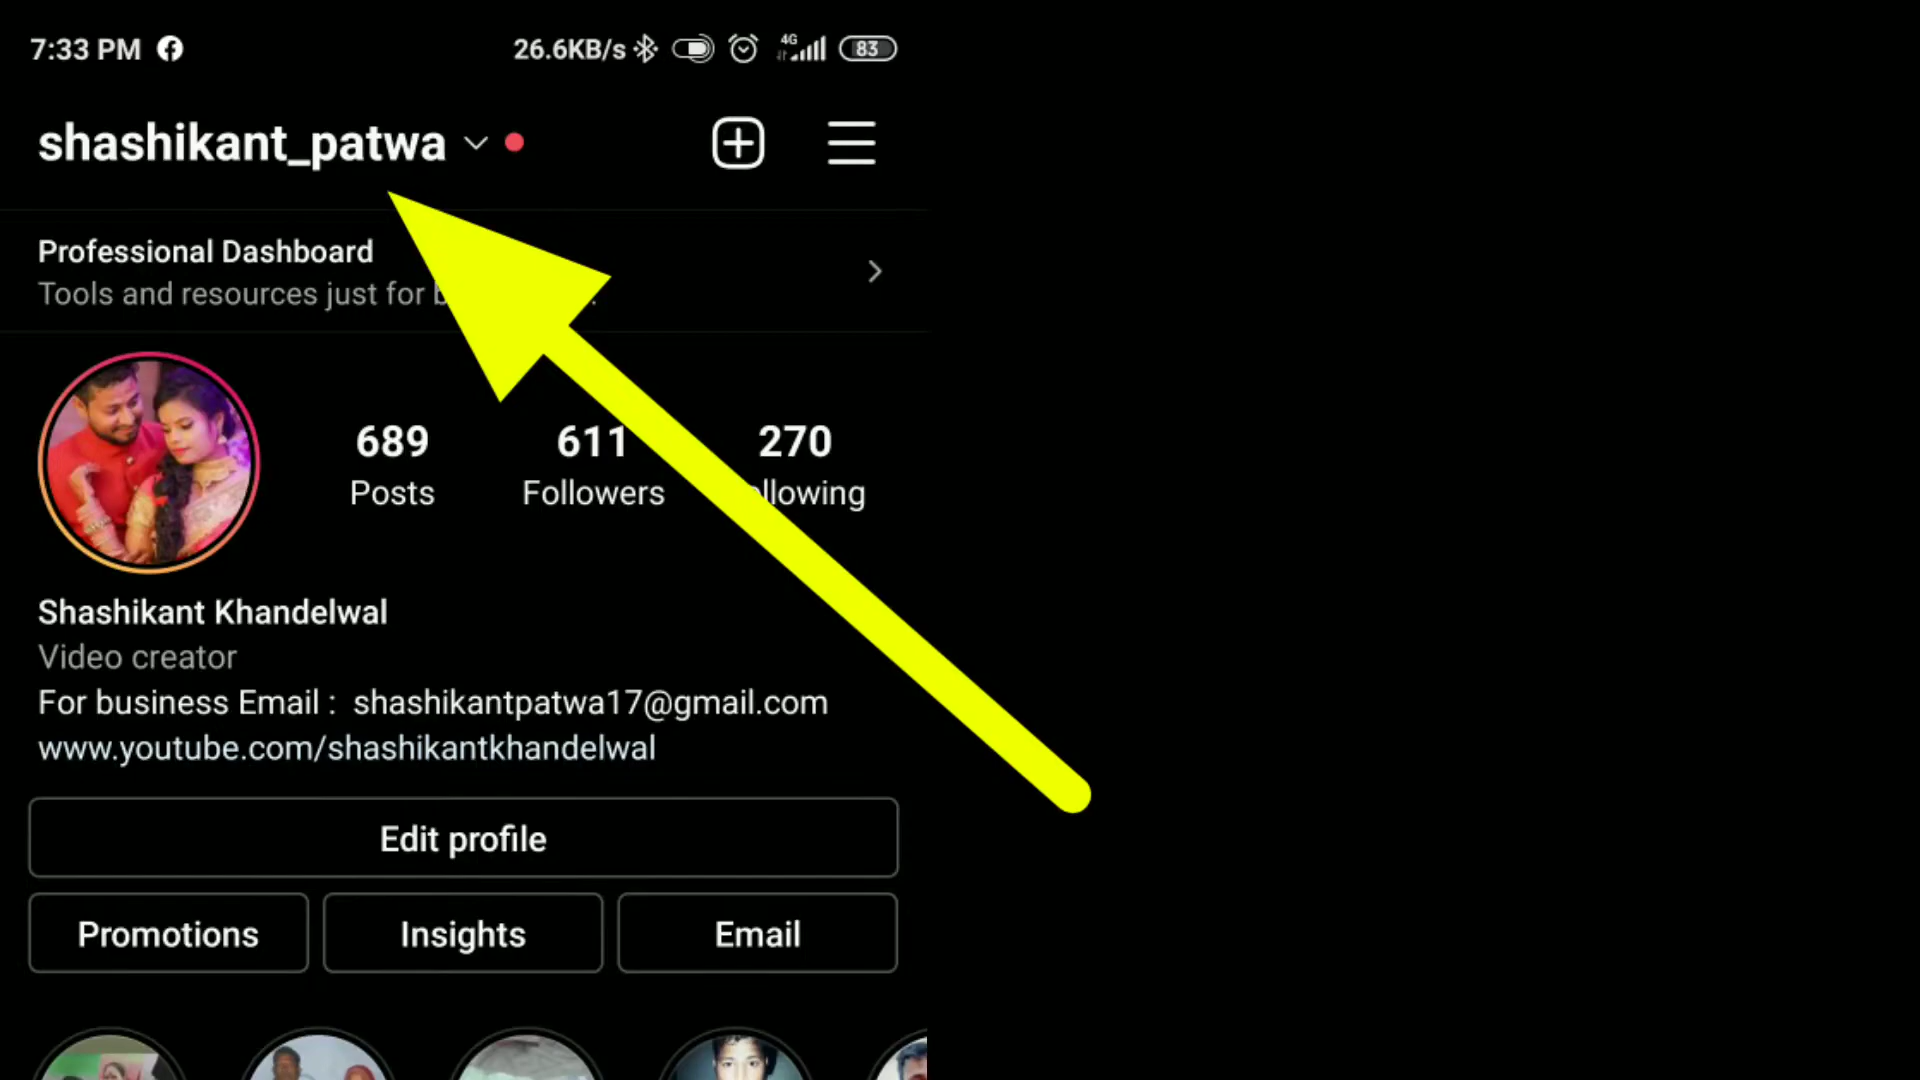 7:33 PM 26.6KB/s 4G 83
shashikant_patwa
Professional Dashboard
Tools and resources just for
689 611 270
Posts Followers
Shashikant Khandelwal
Video creator
For business Email : shashikantpatwa17@gmail.com
www.youtube.com/shashikantkhandelwal
Edit profile
Promotions Insights Email